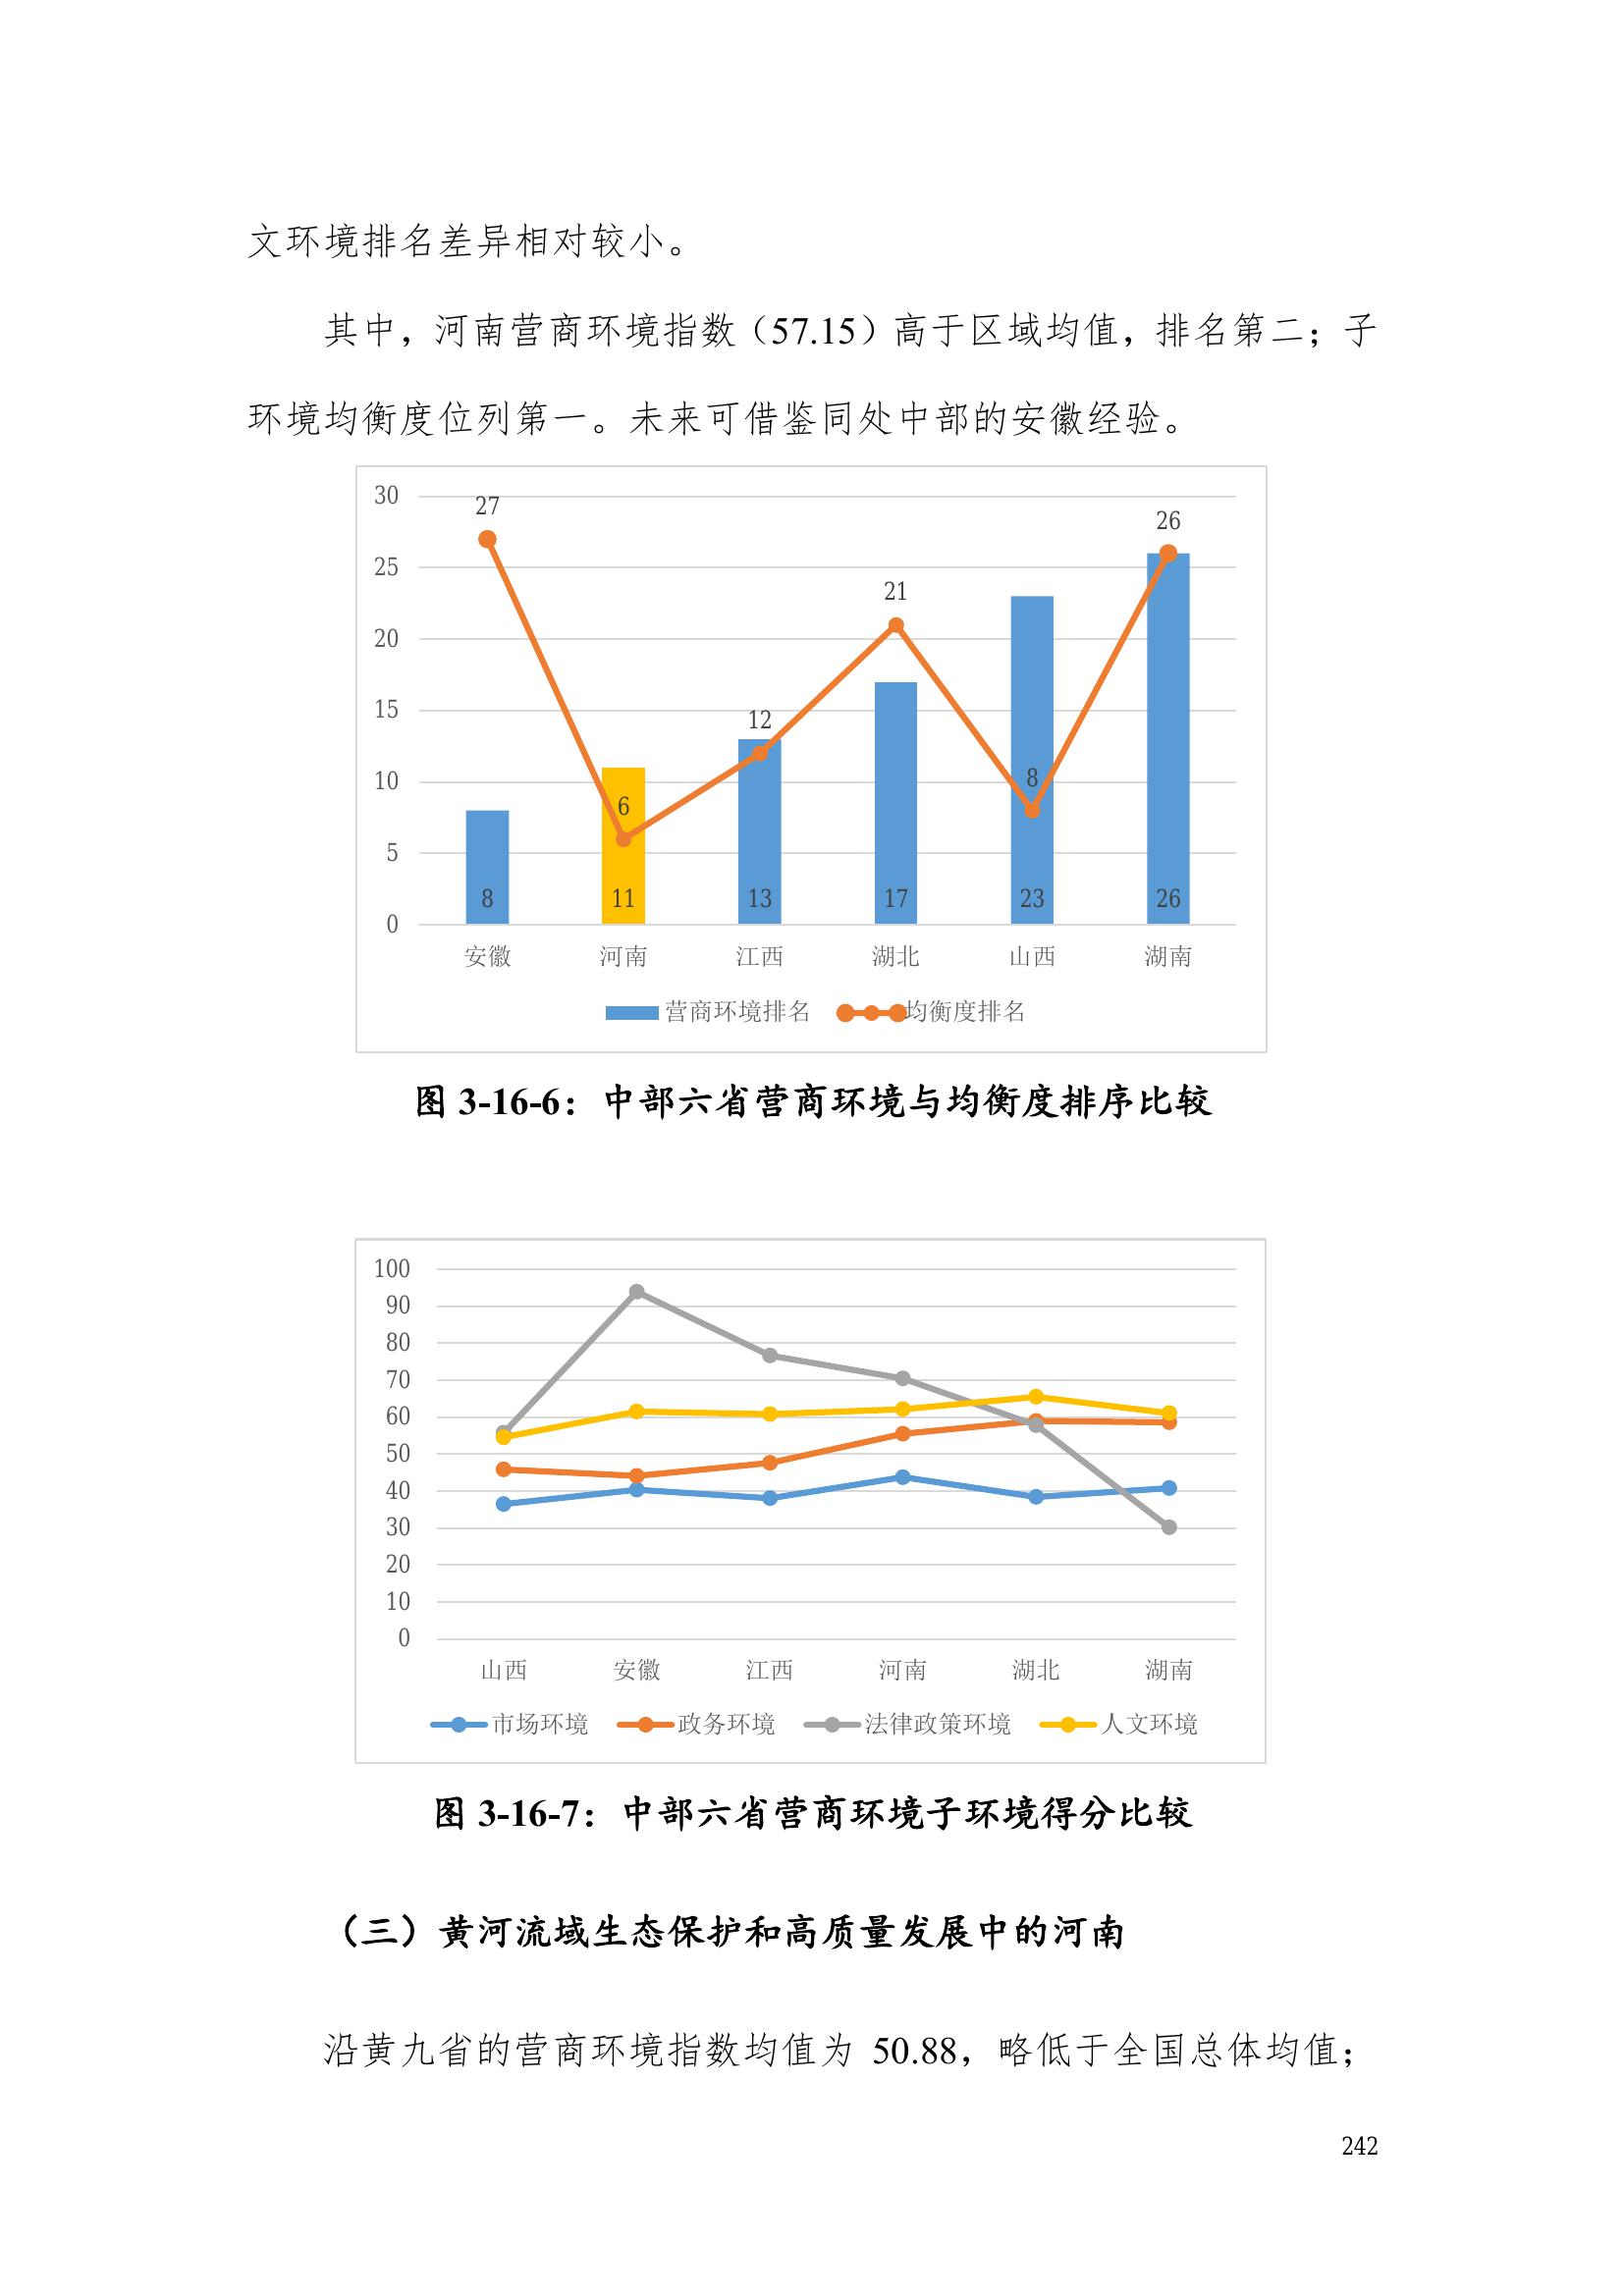 文环境排名差异相对较小。
其中，河南营商环境指数（57.15）高于区域均值，排名第二；子
环境均衡度位列第一。未来可借鉴同处中部的安徽经验。
30
25
20
15
10
5
0
27
6
12
21
8
26
8
11
13
17
23
26
安徽 河南 江西 湖北 山西 湖南
营商环境排名 均衡度排名
图 3-16-6：中部六省营商环境与均衡度排序比较
100
90
80
70
60
50
40
30
20
10
0
山西 安徽 江西 河南 湖北 湖南
市场环境 政务环境 法律政策环境 人文环境
图 3-16-7：中部六省营商环境子环境得分比较
（三）黄河流域生态保护和高质量发展中的河南
沿黄九省的营商环境指数均值为 50.88，略低于全国总体均值；
242